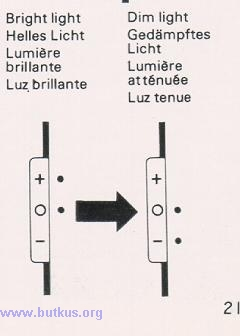 Bright light
Helles Licht
Lumière
brillante
Luz brillante
Dim light
Gedämpftes
Licht
Lumière
atténuée
Luz tenue
+
O
−
+
O
−
21
www.butkus.org